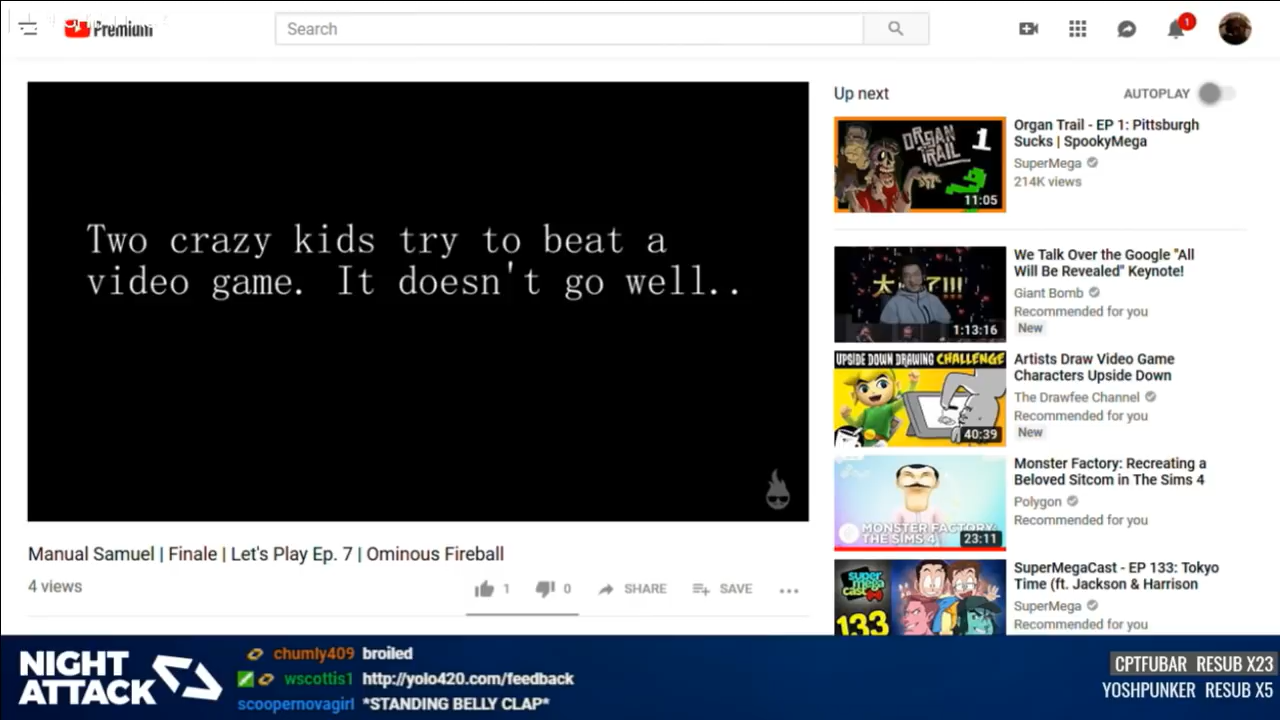 Premium
Search
1
Two crazy kids try to beat a
video game. It doesn't go well..
Manual Samuel | Finale | Let's Play Ep. 7 | Ominous Fireball
4 views
1
0
SHARE
SAVE
Up next
AUTOPLAY
ORGAN TRAIL
1
11:05
Organ Trail - EP 1: Pittsburgh
Sucks | SpookyMega
SuperMega
214K views
1:13:16
We Talk Over the Google "All
Will Be Revealed" Keynote!
Giant Bomb
Recommended for you
New
UPSIDE DOWN DRAWING CHALLENGE
40:39
Artists Draw Video Game
Characters Upside Down
The Drawfee Channel
Recommended for you
New
MONSTER FACTORY:
THE SIMS 4
23:11
Monster Factory: Recreating a
Beloved Sitcom in The Sims 4
Polygon
Recommended for you
super
mega
cast
133
SuperMegaCast - EP 133: Tokyo
Time (ft. Jackson & Harrison
SuperMega
Recommended for you
NIGHT
ATTACK
chumly409 broiled
wscottis1 http://yolo420.com/feedback
scoopernovagirl *STANDING BELLY CLAP*
CPTFUBAR RESUB X23
YOSHPUNKER RESUB X5